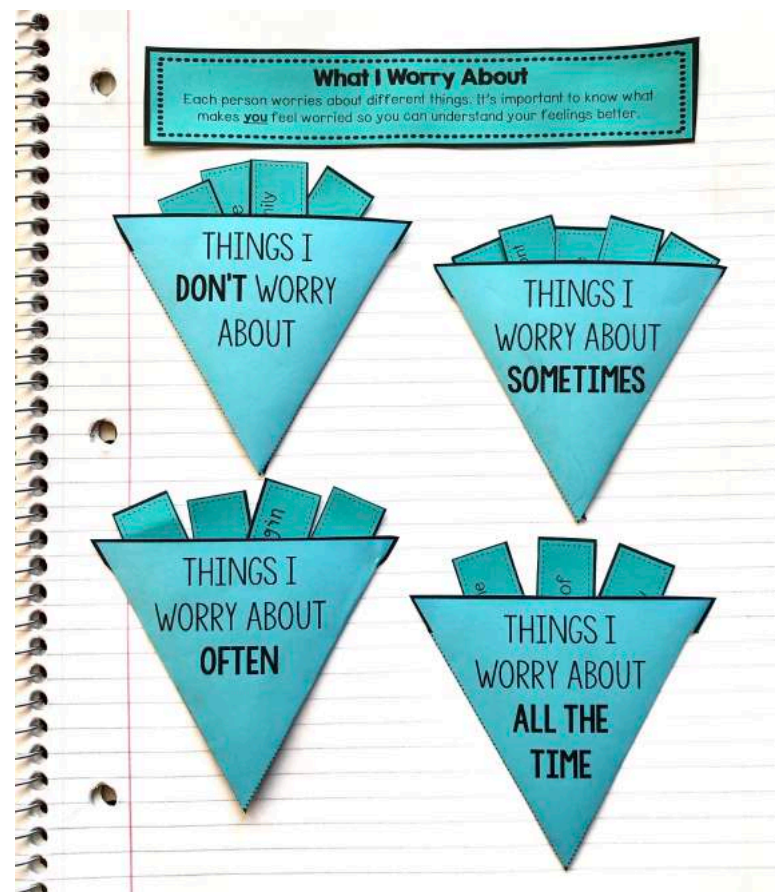 What I Worry About
Each person worries about different things. It's important to know what
makes you feel worried so you can understand your feelings better.
THINGS I
DON'T WORRY
ABOUT
THINGS I
WORRY ABOUT
SOMETIMES
THINGS I
WORRY ABOUT
OFTEN
THINGS I
WORRY ABOUT
ALL THE
TIME
of